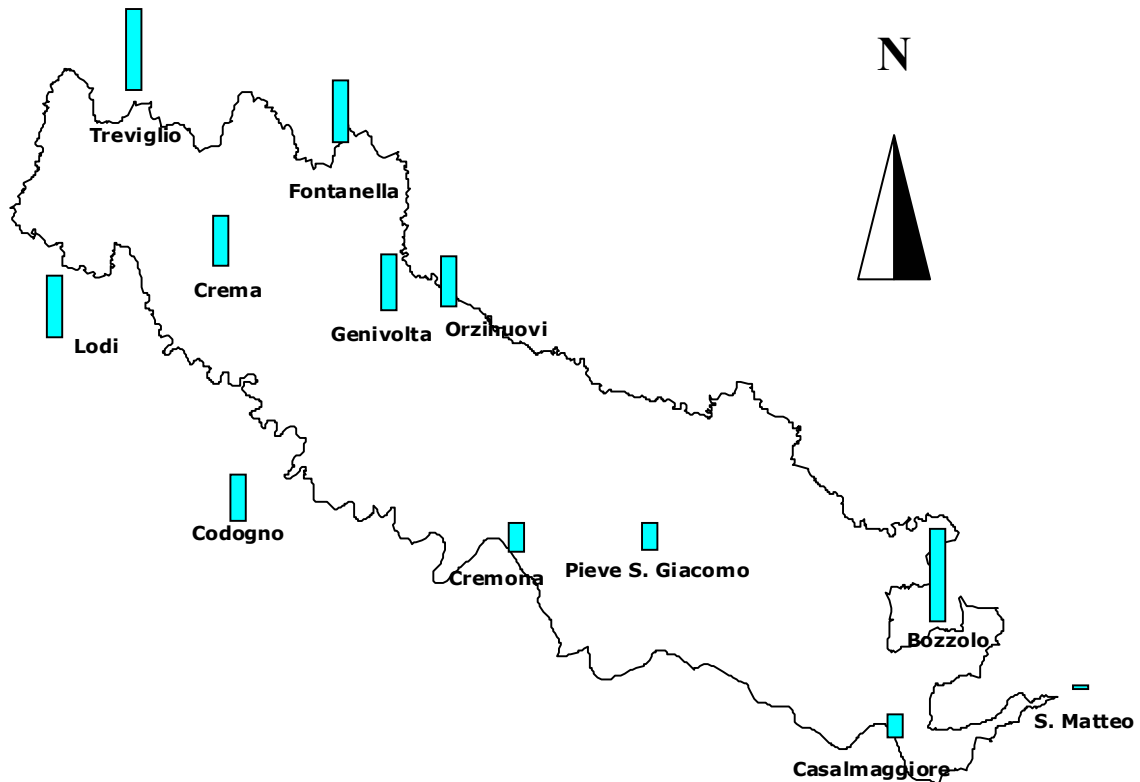 N
Treviglio
Fontanella
Crema
Genivolta
Orzinuovi
Lodi
Codogno
Cremona
Pieve S. Giacomo
Bozzolo
S. Matteo
Casalmaggiore